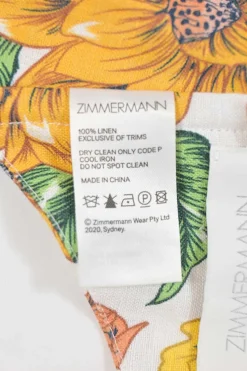 ZIMMERMANN
100% LINEN
EXCLUSIVE OF TRIMS
DRY CLEAN ONLY CODE P
COOL IRON
DO NOT SPOT CLEAN
MADE IN CHINA
P
© Zimmermann Wear Pty Ltd
2020, Sydney.